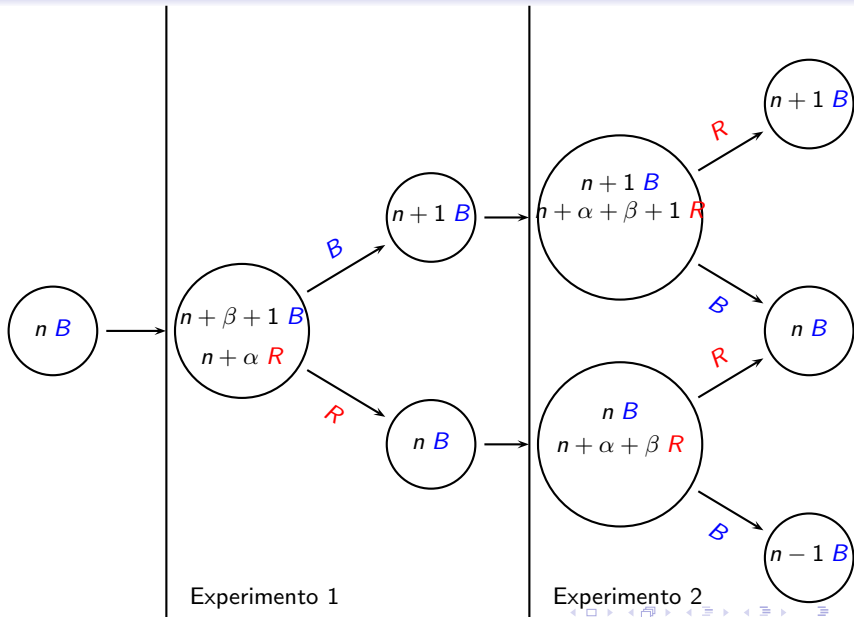 n B
n + β + 1 B
n + α R
B
R
n + 1 B
n B
Experimento 1
n + 1 B
n + α + β + 1 R
n B
n + α + β R
R
B
R
B
n + 1 B
n B
n − 1 B
Experimento 2